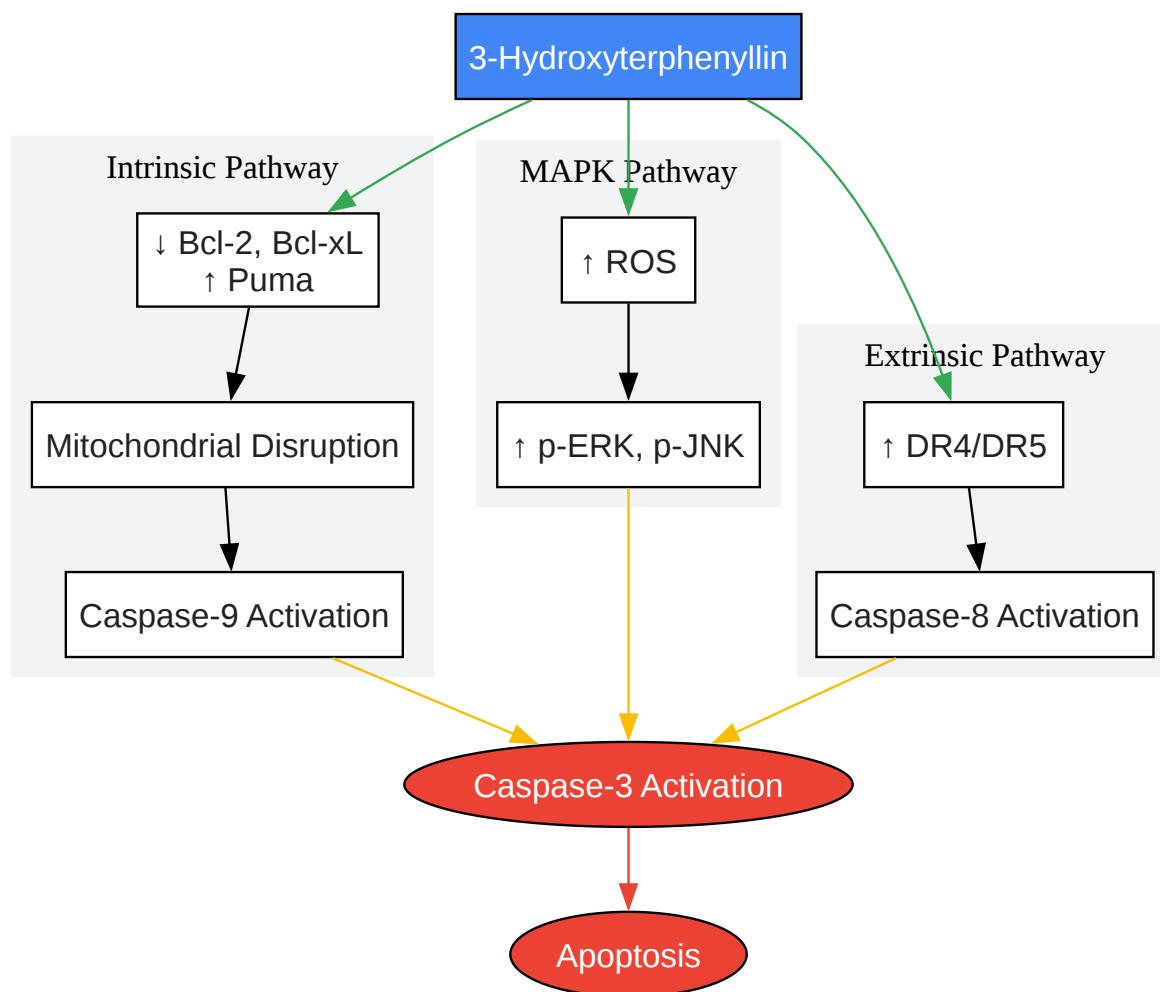 3-Hydroxyterphenyllin
Intrinsic Pathway
↓ Bcl-2, Bcl-xL
↑ Puma
Mitochondrial Disruption
Caspase-9 Activation
MAPK Pathway
↑ ROS
↑ p-ERK, p-JNK
Extrinsic Pathway
↑ DR4/DR5
Caspase-8 Activation
Caspase-3 Activation
Apoptosis